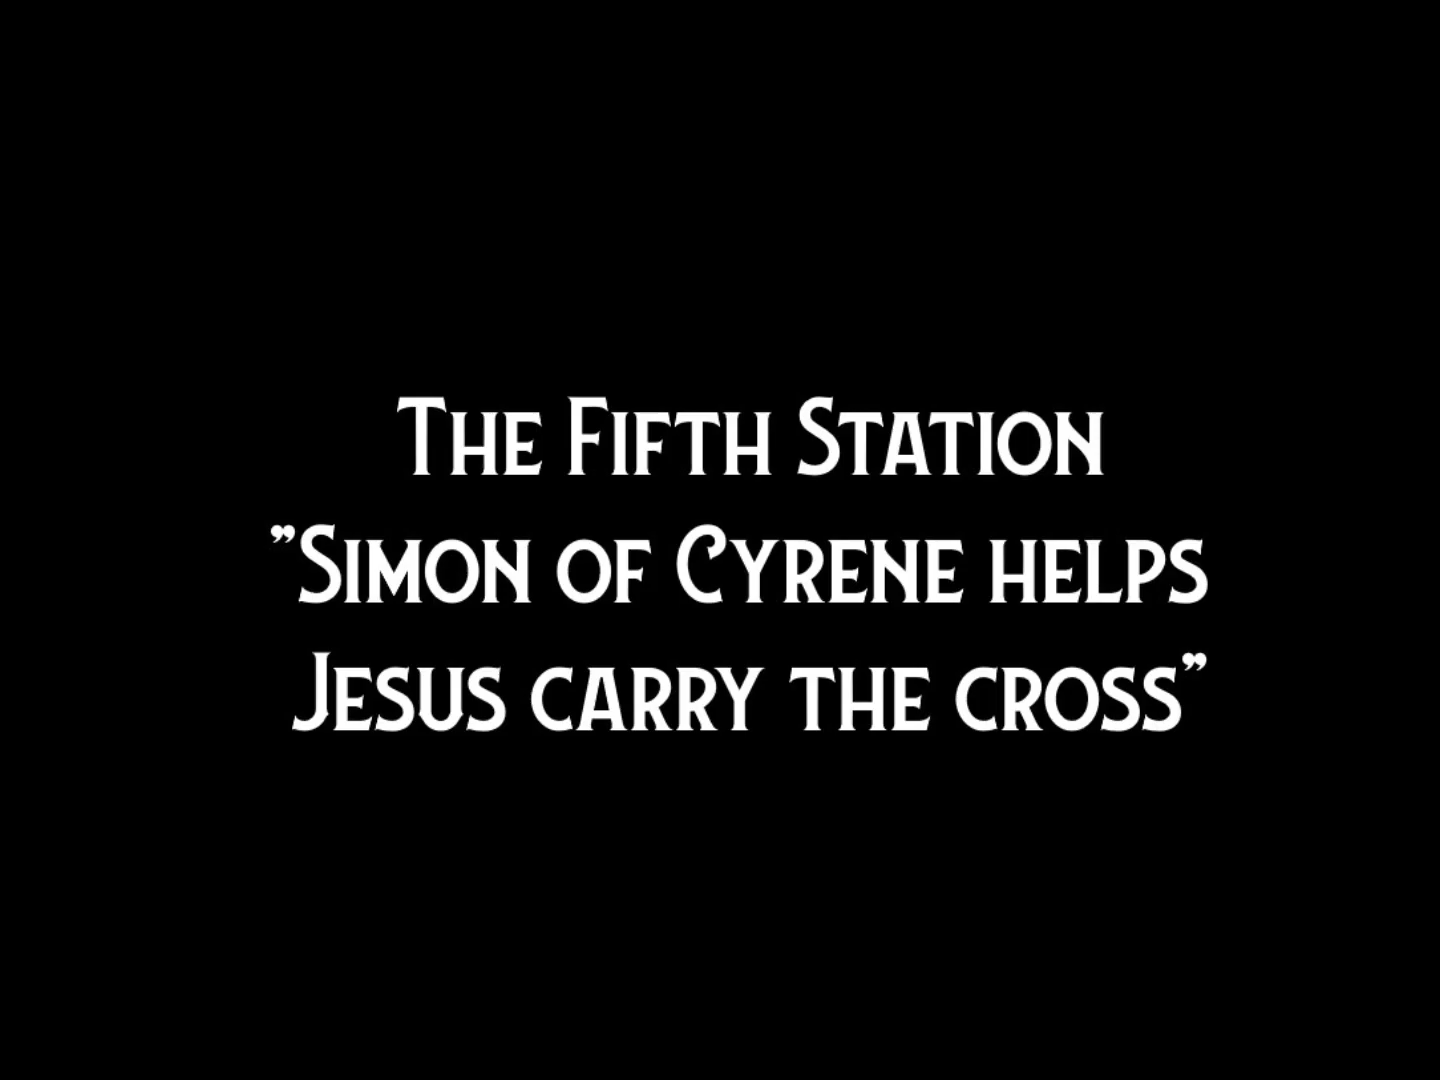 The Fifth Station
”Simon of Cyrene helps
Jesus carry the cross”